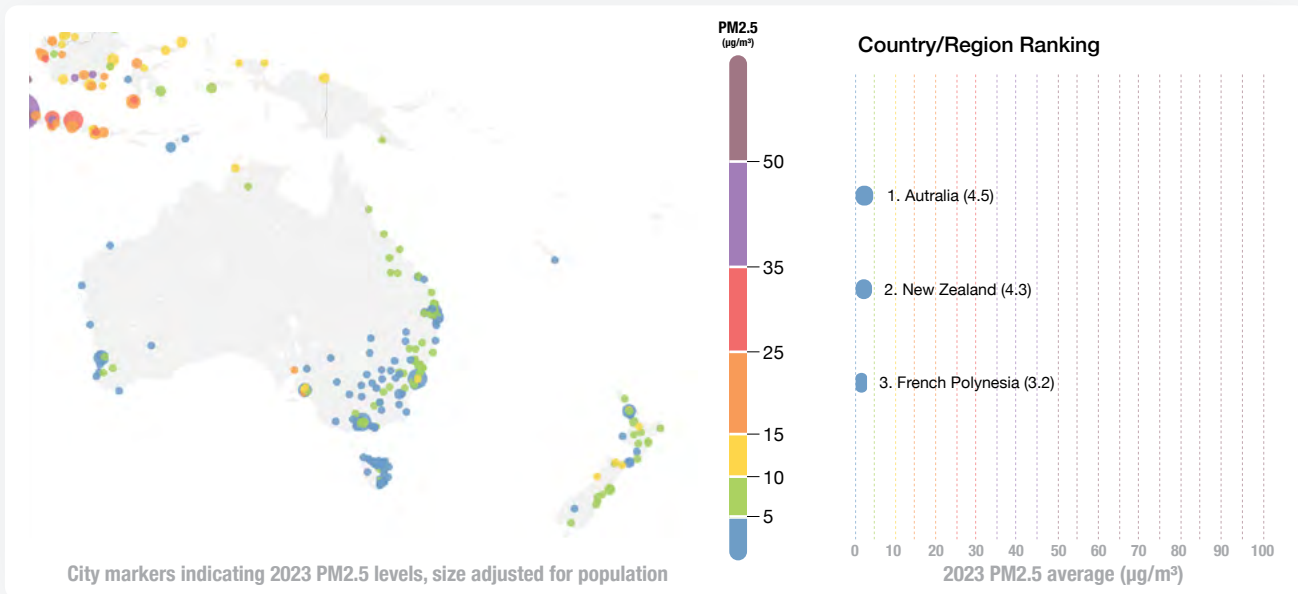 PM2.5
(µg/m³)
50
35
25
15
10
5
City markers indicating 2023 PM2.5 levels, size adjusted for population
Country/Region Ranking
1. Autralia (4.5)
2. New Zealand (4.3)
3. French Polynesia (3.2)
0 10 20 30 40 50 60 70 80 90 100
2023 PM2.5 average (µg/m³)